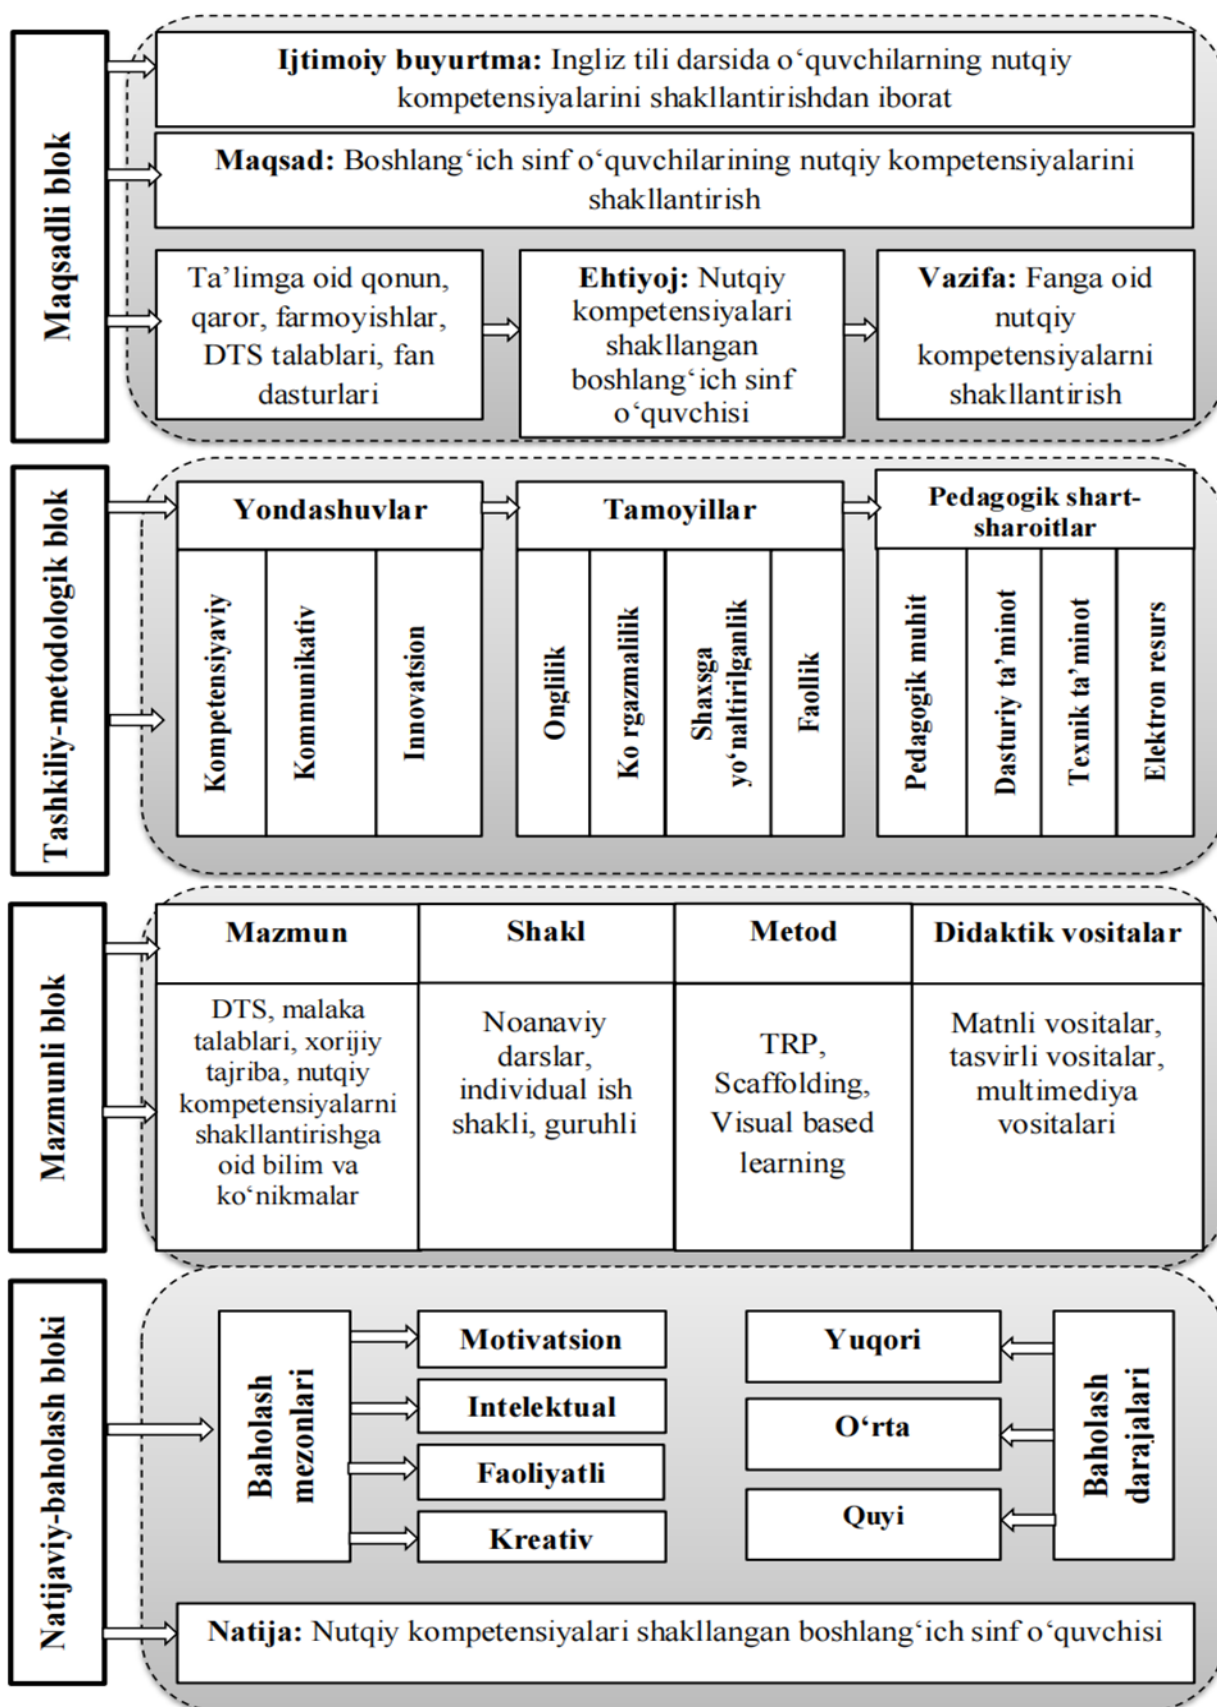 Maqsadli blok
Ijtimoiy buyurtma: Ingliz tili darsida o‘quvchilarning nutqiy
kompetensiyalarini shakllantirishdan iborat
Maqsad: Boshlang‘ich sinf o‘quvchilarining nutqiy kompetensiyalarini
shakllantirish
Ta’limga oid qonun,
qaror, farmoyishlar,
DTS talablari, fan
dasturlari
Ehtiyoj: Nutqiy
kompetensiyalari
shakllangan
boshlang‘ich sinf
o‘quvchisi
Vazifa: Fanga oid
nutqiy
kompetensiyalarni
shakllantirish
Tashkiliy-metodologik blok
Yondashuvlar
Kompetensiyaviy
Kommunikativ
Innovatsion
Tamoyillar
Onglilik
Ko rgazmalilik
Shaxsga
yo‘naltirilganlik
Faollik
Pedagogik shart-
sharoitlar
Pedagogik muhit
Dasturiy ta’minot
Texnik ta’minot
Elektron resurs
Mazmunli blok
Mazmun
DTS, malaka
talablari, xorijiy
tajriba, nutqiy
kompetensiyalarni
shakllantirishga
oid bilim va
ko‘nikmalar
Shakl
Noanaviy
darslar,
individual ish
shakli, guruhli
Metod
TRP,
Scaffolding,
Visual based
learning
Didaktik vositalar
Matnli vositalar,
tasvirli vositalar,
multimediya
vositalari
Natijaviy-baholash bloki
Baholash
mezonlari
Motivatsion
Intelektual
Faoliyatli
Kreativ
Yuqori
O‘rta
Quyi
Baholash
darajalari
Natija: Nutqiy kompetensiyalari shakllangan boshlang‘ich sinf o‘quvchisi